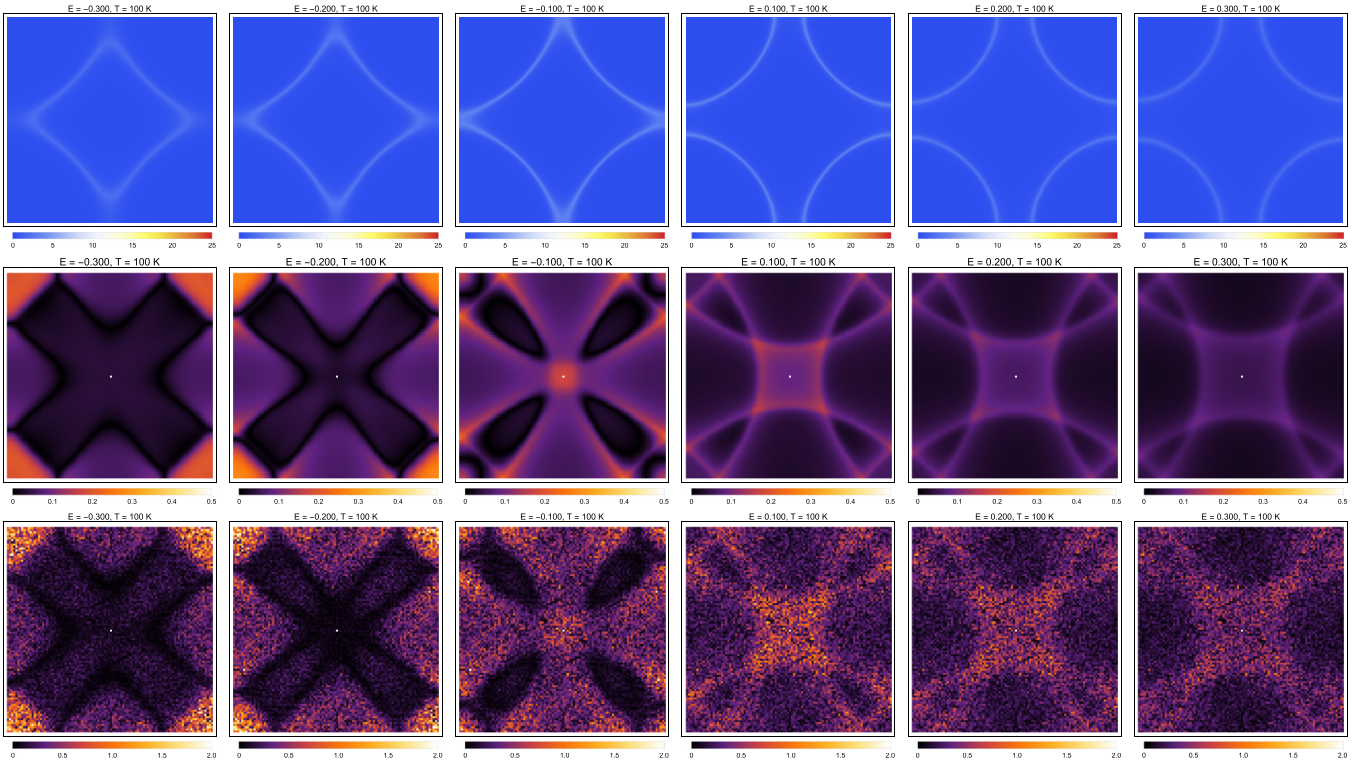 E = −0.300, T = 100 K E = −0.200, T = 100 K E = −0.100, T = 100 K E = 0.100, T = 100 K E = 0.200, T = 100 K E = 0.300, T = 100 K
0 5 10 15 20 25 0 5 10 15 20 25 0 5 10 15 20 25 0 5 10 15 20 25 0 5 10 15 20 25 0 5 10 15 20 25
E = −0.300, T = 100 K E = −0.200, T = 100 K E = −0.100, T = 100 K E = 0.100, T = 100 K E = 0.200, T = 100 K E = 0.300, T = 100 K
0 0.1 0.2 0.3 0.4 0.5 0 0.1 0.2 0.3 0.4 0.5 0 0.1 0.2 0.3 0.4 0.5 0 0.1 0.2 0.3 0.4 0.5 0 0.1 0.2 0.3 0.4 0.5 0 0.1 0.2 0.3 0.4 0.5
E = −0.300, T = 100 K E = −0.200, T = 100 K E = −0.100, T = 100 K E = 0.100, T = 100 K E = 0.200, T = 100 K E = 0.300, T = 100 K
0 0.5 1.0 1.5 2.0 0 0.5 1.0 1.5 2.0 0 0.5 1.0 1.5 2.0 0 0.5 1.0 1.5 2.0 0 0.5 1.0 1.5 2.0 0 0.5 1.0 1.5 2.0